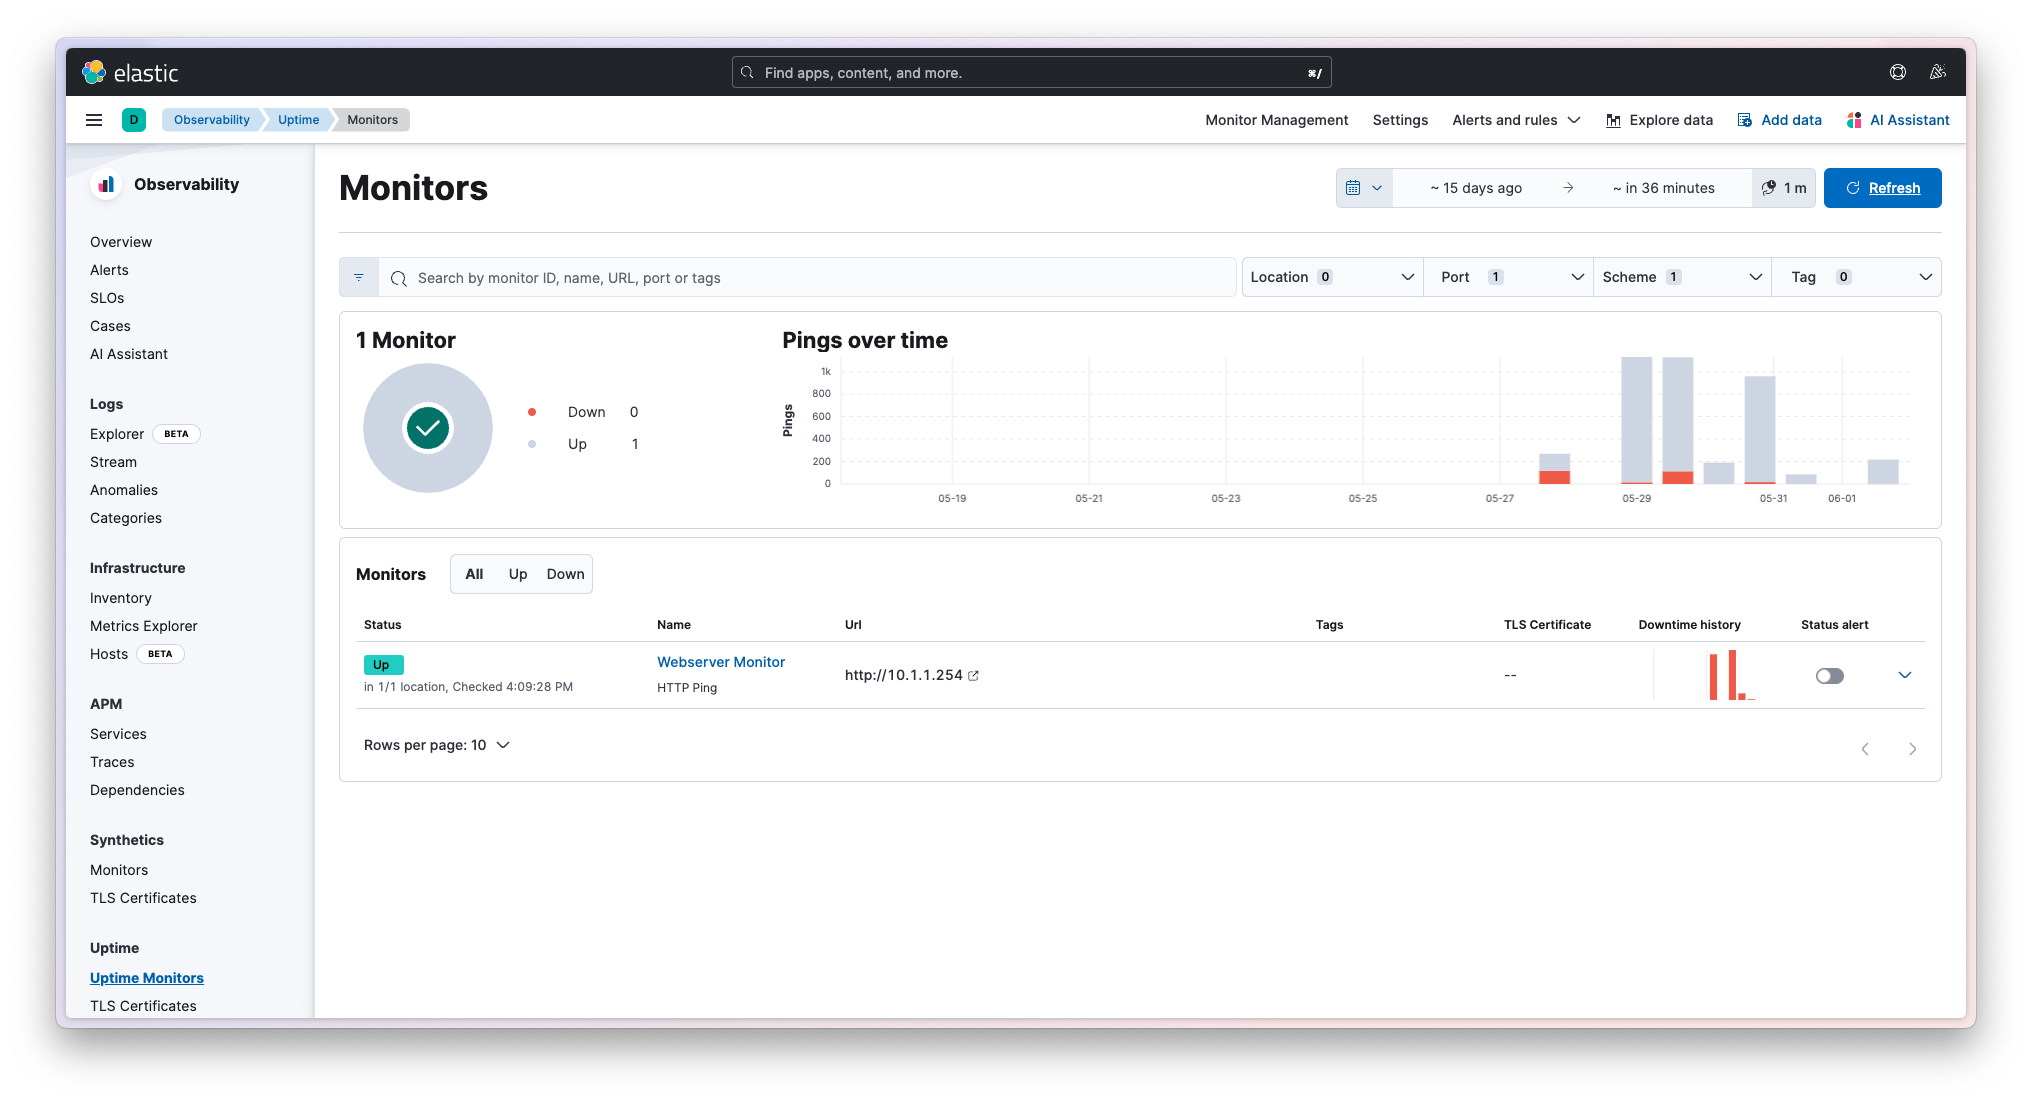 elastic
Find apps, content, and more.
⌘/
D
Observability
Uptime
Monitors
Monitor Management
Settings
Alerts and rules
Explore data
Add data
AI Assistant
Observability
Overview
Alerts
SLOs
Cases
AI Assistant
Logs
Explorer BETA
Stream
Anomalies
Categories
Infrastructure
Inventory
Metrics Explorer
Hosts BETA
APM
Services
Traces
Dependencies
Synthetics
Monitors
TLS Certificates
Uptime
Uptime Monitors
TLS Certificates
Monitors
~ 15 days ago → ~ in 36 minutes
1 m
Refresh
Search by monitor ID, name, URL, port or tags
Location 0
Port 1
Scheme 1
Tag 0
1 Monitor
Down 0
Up 1
Pings over time
Pings
1k
800
600
400
200
0
05-19 05-21 05-23 05-25 05-27 05-29 05-31 06-01
Monitors
All Up Down
Status Name Url Tags TLS Certificate Downtime history Status alert
Up
in 1/1 location, Checked 4:09:28 PM
Webserver Monitor
HTTP Ping
http://10.1.1.254
--
Rows per page: 10